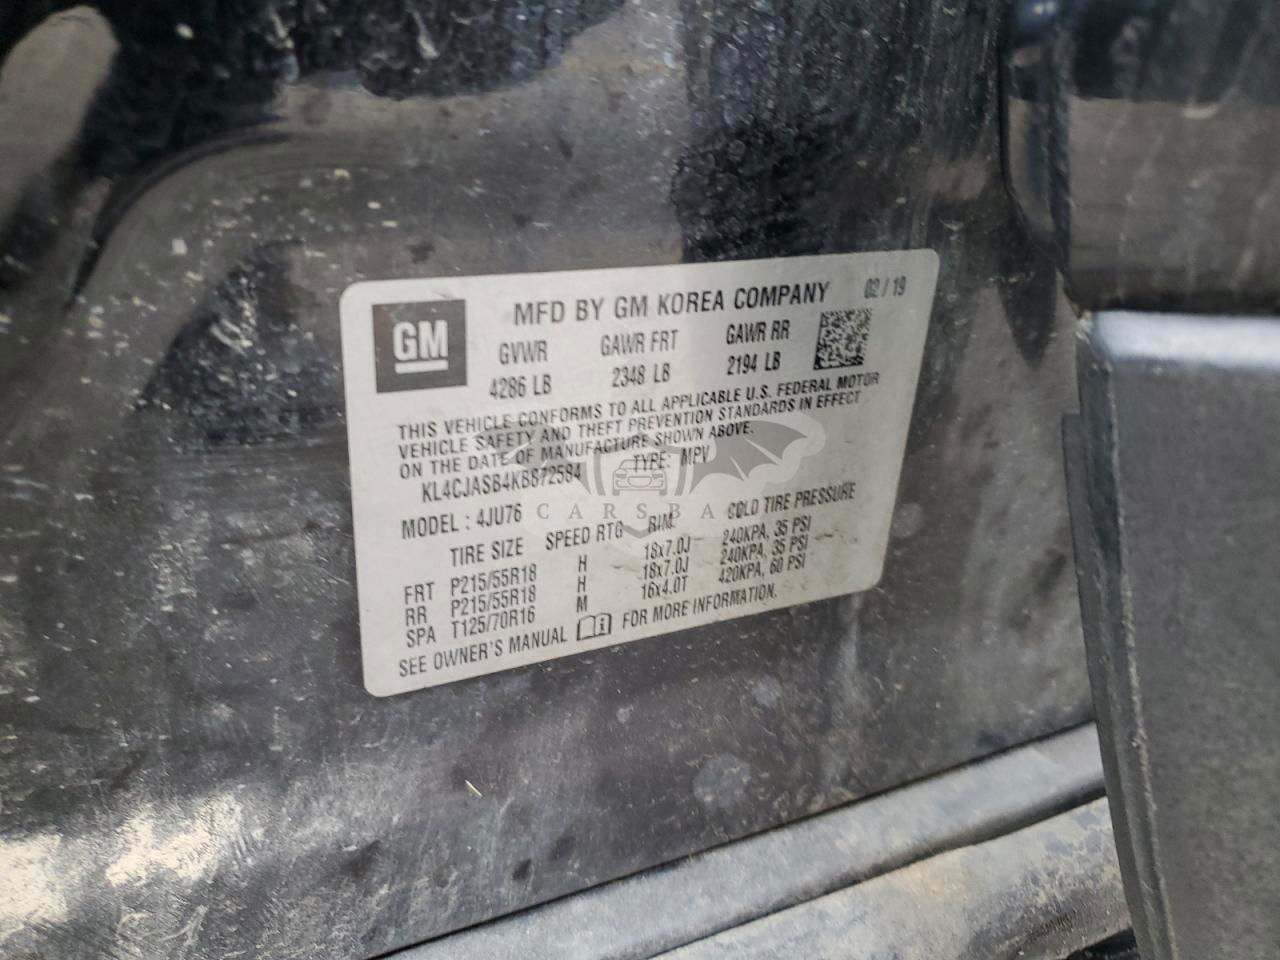 GM
MFD BY GM KOREA COMPANY 02/19
GVWR GAWR FRT GAWR RR
4286 LB 2348 LB 2194 LB
THIS VEHICLE CONFORMS TO ALL APPLICABLE U.S. FEDERAL MOTOR
VEHICLE SAFETY AND THEFT PREVENTION STANDARDS IN EFFECT
ON THE DATE OF MANUFACTURE SHOWN ABOVE.
KL4CJASB4KB872584 TYPE: MPV
MODEL : 4JU76
TIRE SIZE SPEED RTG RIM COLD TIRE PRESSURE
FRT P215/55R18 H 18x7.0J 240KPA, 35 PSI
RR P215/55R18 H 18x7.0J 240KPA, 35 PSI
SPA T125/70R16 M 16x4.0T 420KPA, 60 PSI
SEE OWNER'S MANUAL FOR MORE INFORMATION.